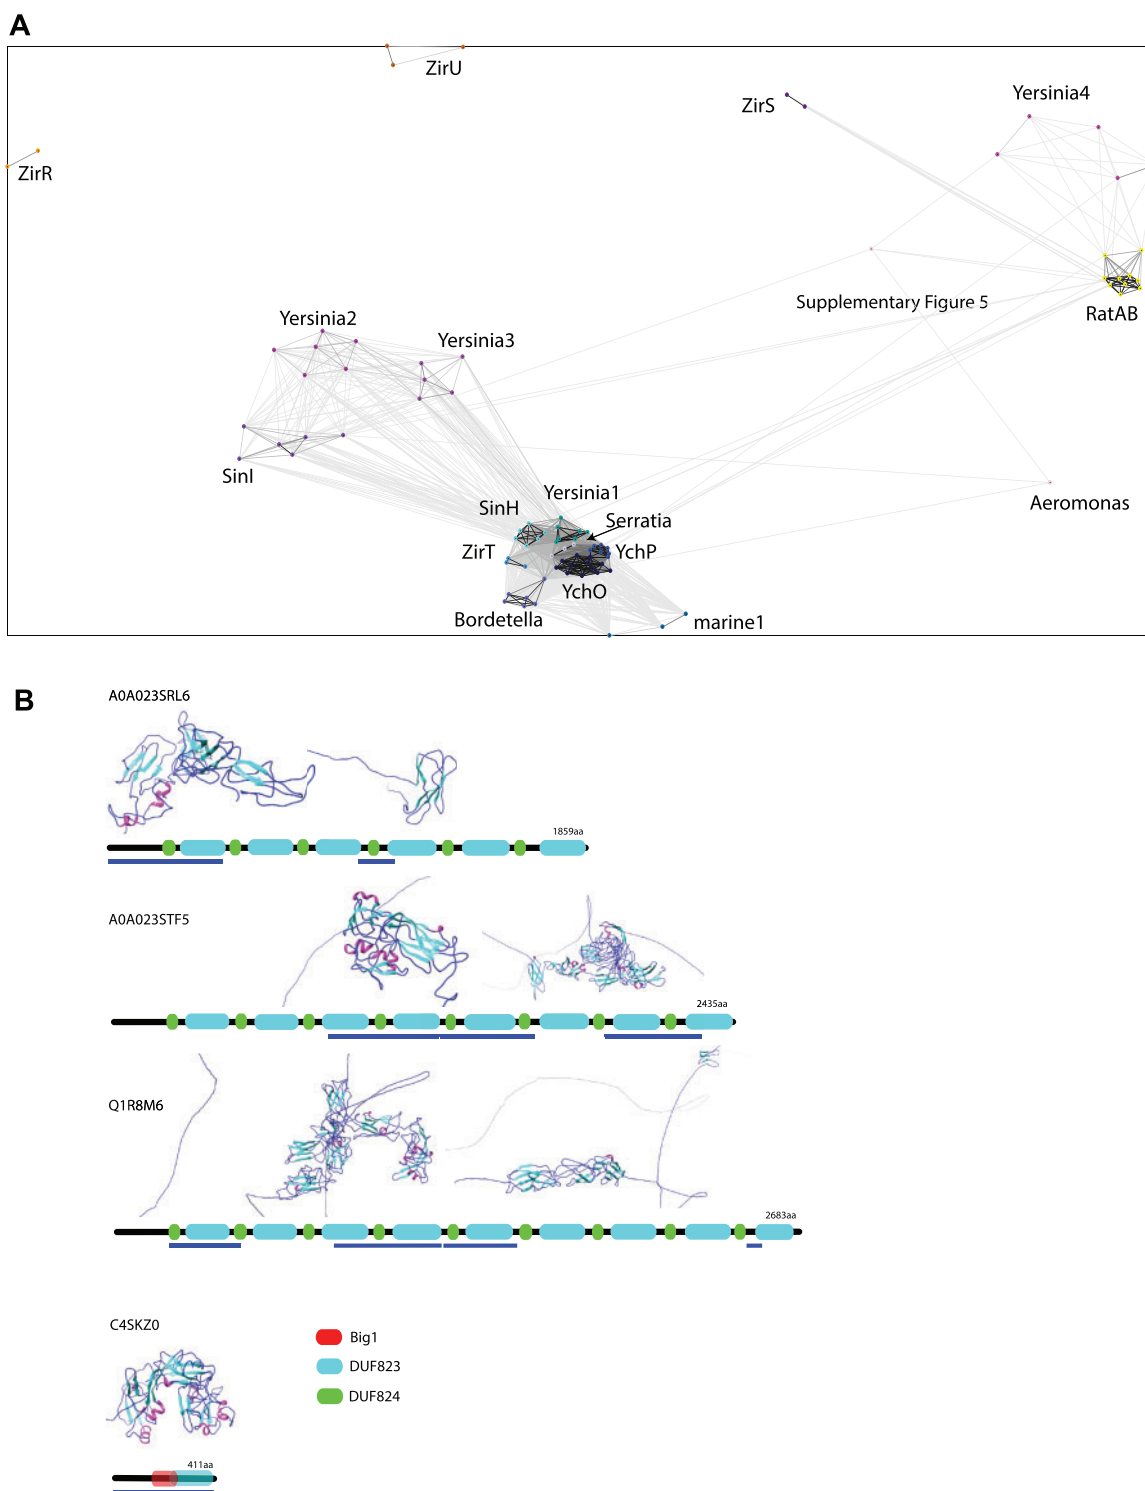 A
ZirU
ZirS
Yersinia4
ZirR
Supplementary Figure 5
RatAB
Yersinia2
Yersinia3
SinI
Aeromonas
Yersinia1
SinH
Serratia
ZirT
YchP
YchO
Bordetella
marine1
B
A0A023SRL6
1859aa
A0A023STF5
2435aa
Q1R8M6
2683aa
C4SKZ0
Big1
DUF823
DUF824
411aa